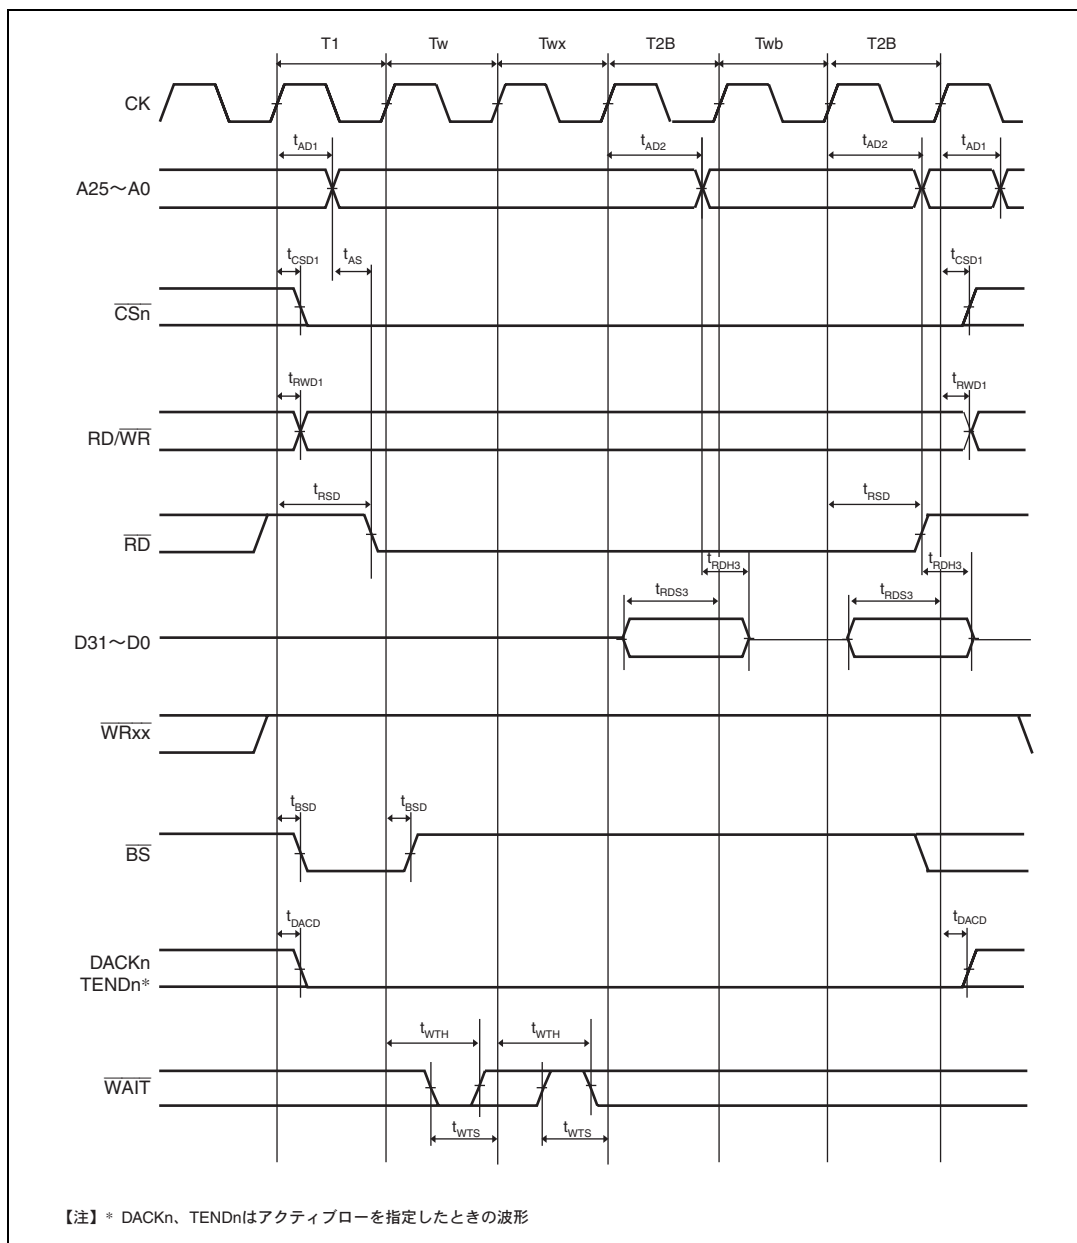 T1 Tw Twx T2B Twb T2B
CK
tAD1 tAD2 tAD2 tAD1
A25～A0
tCSD1 tAS tCSD1
CSn
tRWD1 tRWD1
RD/WR
tRSD tRSD
RD
tRDH3 tRDH3
tRDS3 tRDS3
D31～D0
WRxx
tBSD tBSD
BS
tDACD tDACD
DACKn
TENDn*
tWTH tWTH
WAIT
tWTS tWTS
【注】* DACKn、TENDnはアクティブローを指定したときの波形